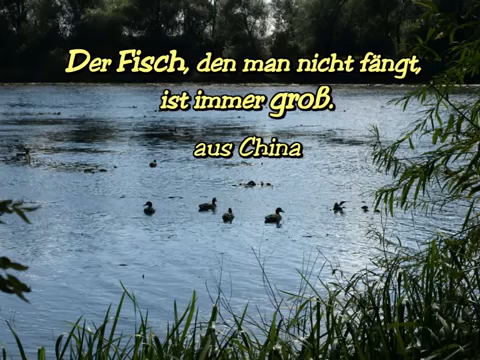 Der Fisch, den man nicht fängt,
ist immer groß.
aus China